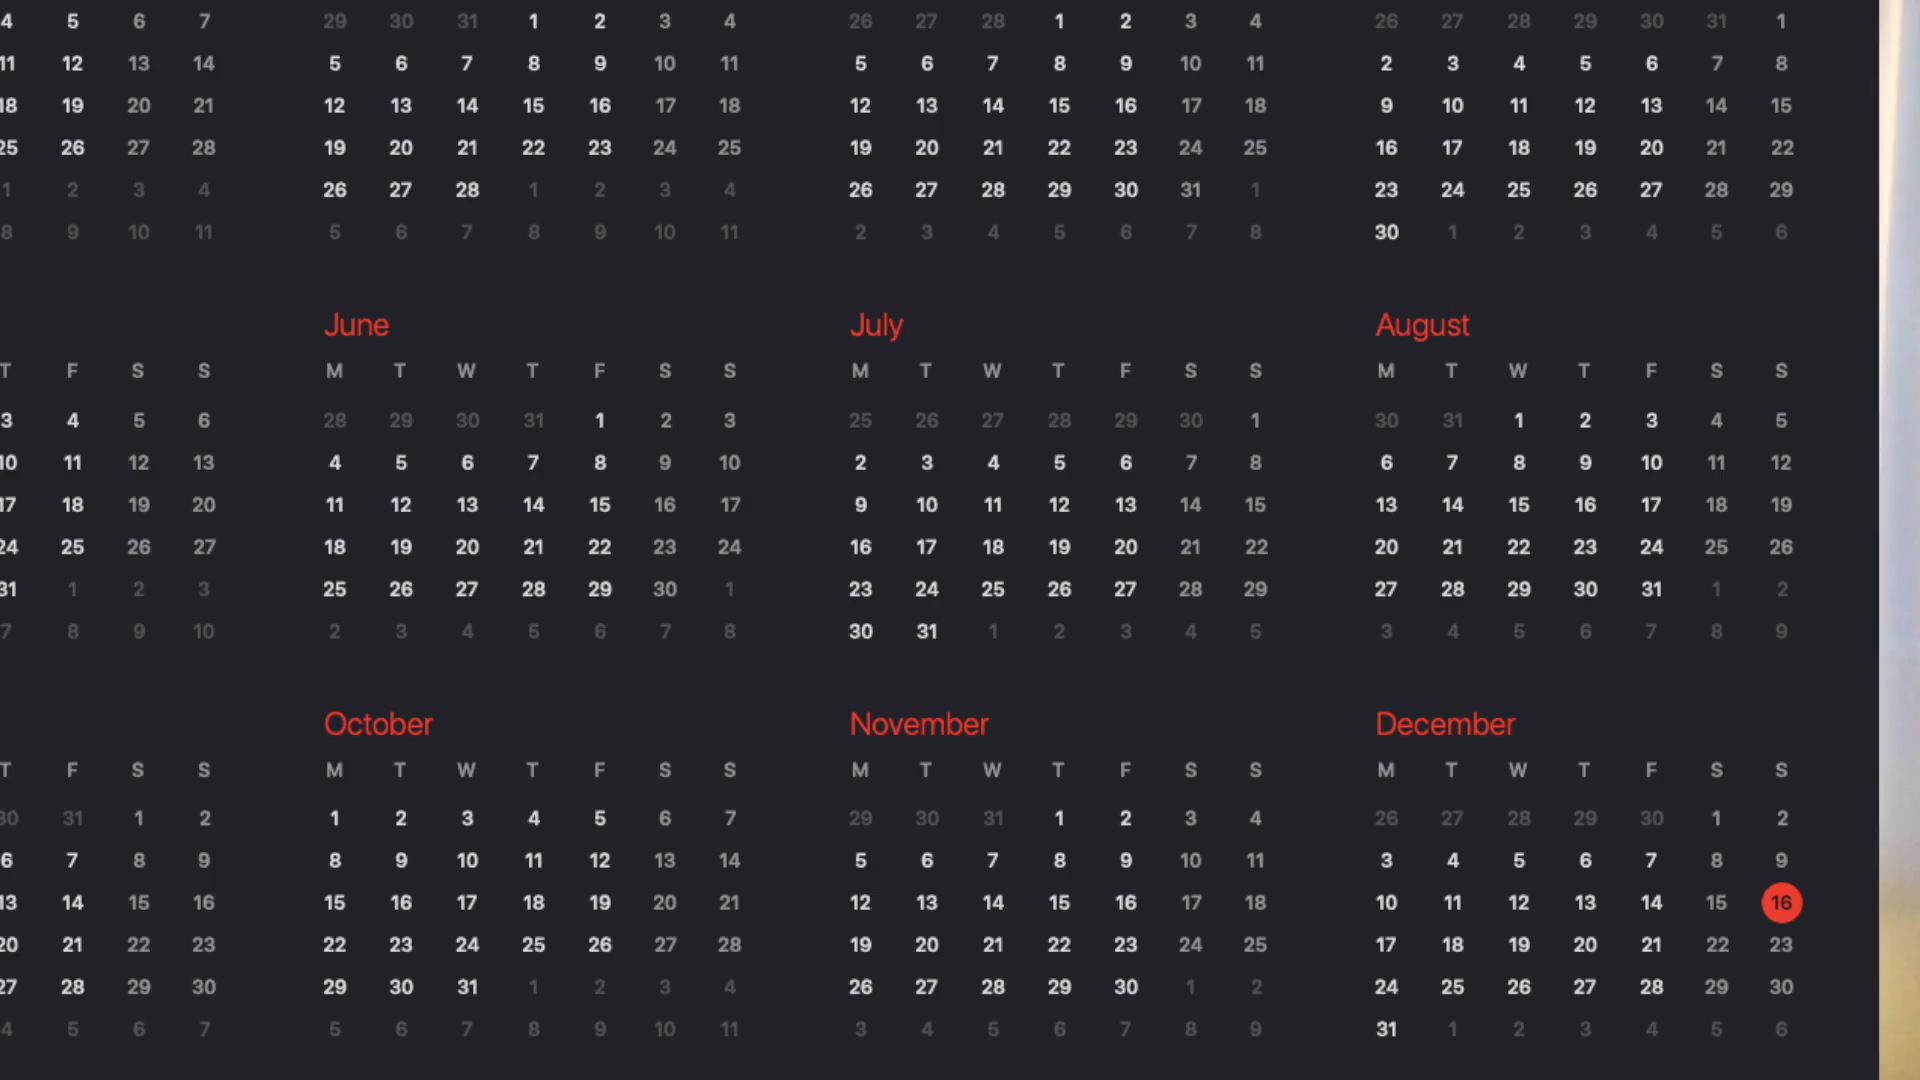 4 5 6 7 29 30 31 1 2 3 4 26 27 28 1 2 3 4 26 27 28 29 30 31 1
11 12 13 14 5 6 7 8 9 10 11 5 6 7 8 9 10 11 2 3 4 5 6 7 8
18 19 20 21 12 13 14 15 16 17 18 12 13 14 15 16 17 18 9 10 11 12 13 14 15
25 26 27 28 19 20 21 22 23 24 25 19 20 21 22 23 24 25 16 17 18 19 20 21 22
1 2 3 4 26 27 28 1 2 3 4 26 27 28 29 30 31 1 23 24 25 26 27 28 29
8 9 10 11 5 6 7 8 9 10 11 2 3 4 5 6 7 8 30 1 2 3 4 5 6
June July August
T F S S M T W T F S S M T W T F S S M T W T F S S
3 4 5 6 28 29 30 31 1 2 3 25 26 27 28 29 30 1 30 31 1 2 3 4 5
10 11 12 13 4 5 6 7 8 9 10 2 3 4 5 6 7 8 6 7 8 9 10 11 12
17 18 19 20 11 12 13 14 15 16 17 9 10 11 12 13 14 15 13 14 15 16 17 18 19
24 25 26 27 18 19 20 21 22 23 24 16 17 18 19 20 21 22 20 21 22 23 24 25 26
31 1 2 3 25 26 27 28 29 30 1 23 24 25 26 27 28 29 27 28 29 30 31 1 2
7 8 9 10 2 3 4 5 6 7 8 30 31 1 2 3 4 5 3 4 5 6 7 8 9
October November December
T F S S M T W T F S S M T W T F S S M T W T F S S
30 31 1 2 1 2 3 4 5 6 7 29 30 31 1 2 3 4 26 27 28 29 30 1 2
6 7 8 9 8 9 10 11 12 13 14 5 6 7 8 9 10 11 3 4 5 6 7 8 9
13 14 15 16 15 16 17 18 19 20 21 12 13 14 15 16 17 18 10 11 12 13 14 15 16
20 21 22 23 22 23 24 25 26 27 28 19 20 21 22 23 24 25 17 18 19 20 21 22 23
27 28 29 30 29 30 31 1 2 3 4 26 27 28 29 30 1 2 24 25 26 27 28 29 30
4 5 6 7 5 6 7 8 9 10 11 3 4 5 6 7 8 9 31 1 2 3 4 5 6